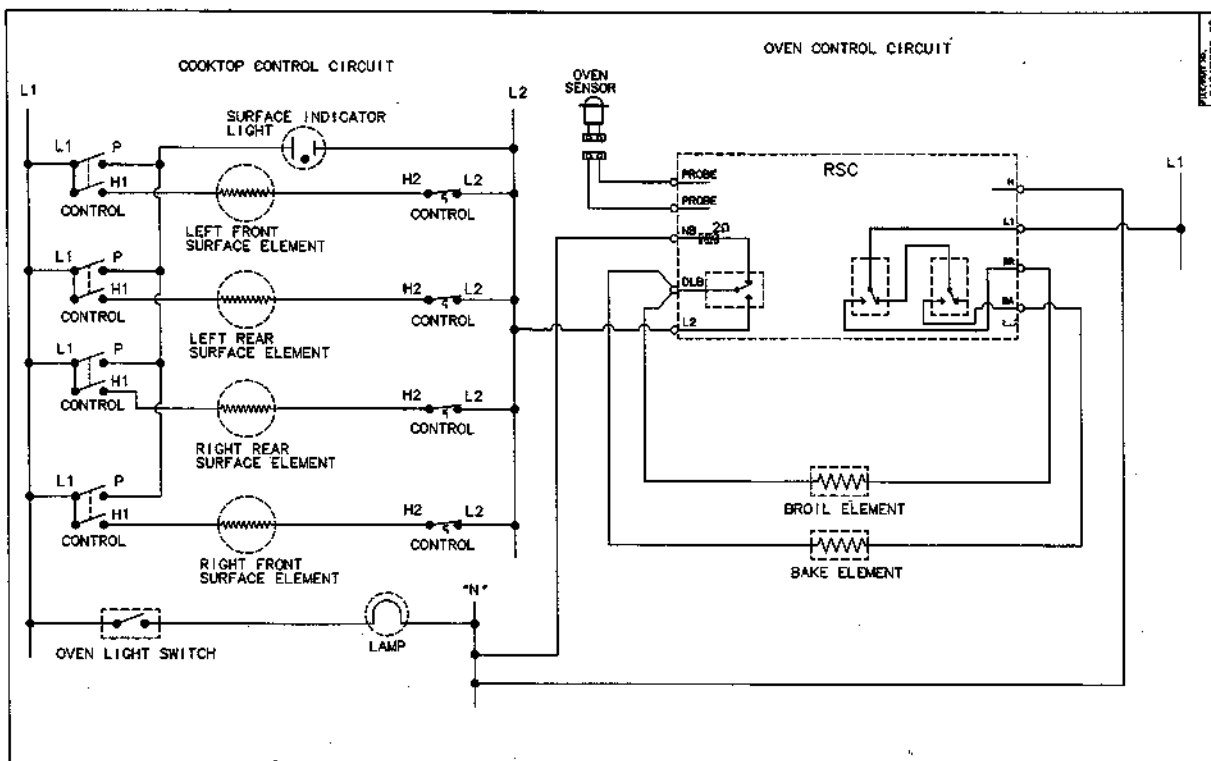 OVEN CONTROL CIRCUIT
COOKTOP CONTROL CIRCUIT
L1
L2
SURFACE INDICATOR
LIGHT
L1 P
H1
CONTROL
LEFT FRONT
SURFACE ELEMENT
H2 L2
CONTROL
L1 P
H1
CONTROL
LEFT REAR
SURFACE ELEMENT
H2 L2
CONTROL
L1 P
H1
CONTROL
RIGHT REAR
SURFACE ELEMENT
H2 L2
CONTROL
L1 P
H1
CONTROL
RIGHT FRONT
SURFACE ELEMENT
H2 L2
CONTROL
OVEN LIGHT SWITCH
LAMP
"N"
OVEN
SENSOR
RSC
PROBE
PROBE
NB
2Ω
DLB
L2
N
L1
BR
BA
L1
BROIL ELEMENT
BAKE ELEMENT